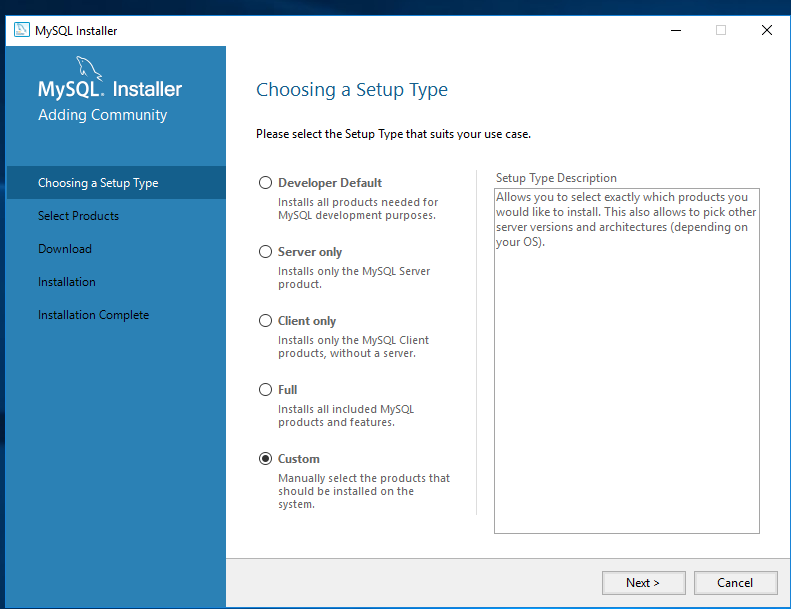 MySQL Installer
MySQL. Installer
Adding Community
Choosing a Setup Type
Select Products
Download
Installation
Installation Complete
Choosing a Setup Type
Please select the Setup Type that suits your use case.
Developer Default
Installs all products needed for
MySQL development purposes.
Server only
Installs only the MySQL Server
product.
Client only
Installs only the MySQL Client
products, without a server.
Full
Installs all included MySQL
products and features.
Custom
Manually select the products that
should be installed on the
system.
Setup Type Description
Allows you to select exactly which products you
would like to install. This also allows to pick other
server versions and architectures (depending on
your OS).
Next >
Cancel